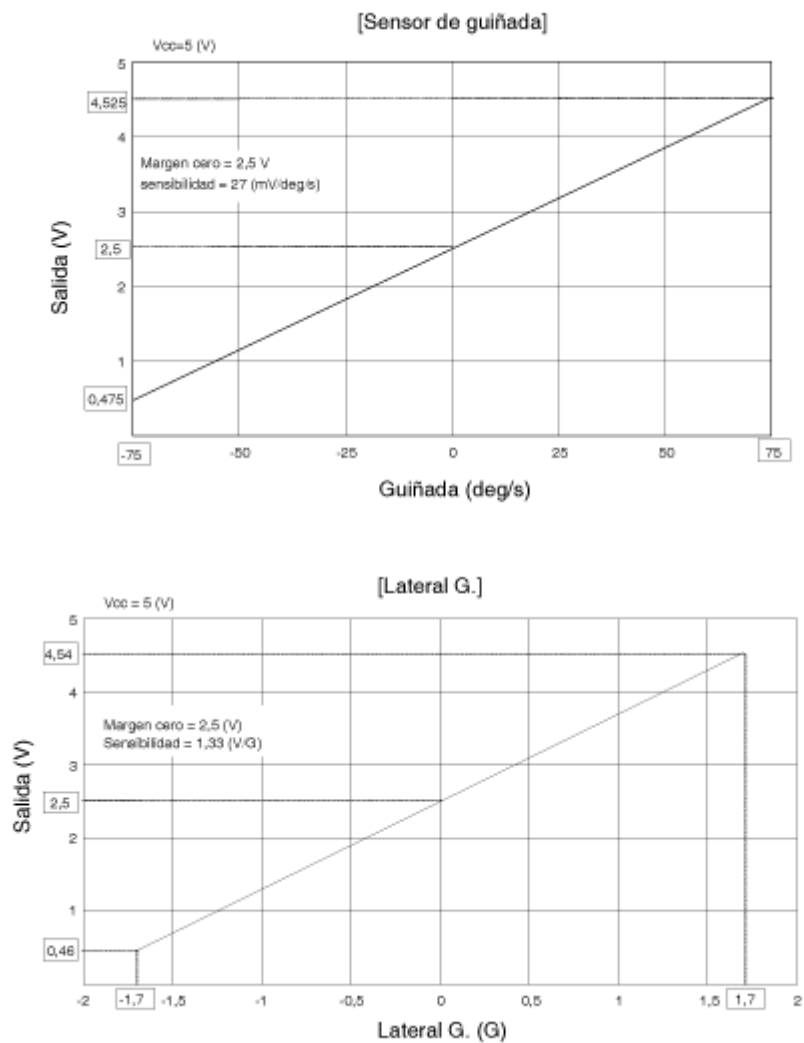 [Sensor de guiñada]
Vcc=5 (V)
5
4,525
4
Margen cero = 2,5 V
sensibilidad = 27 (mV/deg/s)
3
2,5
2
1
0,475
Salida (V)
-75 -50 -25 0 25 50 75
Guiñada (deg/s)
[Lateral G.]
Vcc = 5 (V)
5
4,54
4
Margen cero = 2,5 (V)
Sensibilidad = 1,33 (V/G)
3
2,5
2
1
0,46
Salida (V)
-2 -1,7 -1,5 -1 -0,5 0 0,5 1 1,5 1,7 2
Lateral G. (G)